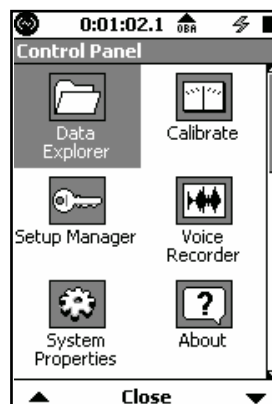 0:01:02.1 OBA
Control Panel
Data
Explorer
Calibrate
Setup Manager
Voice
Recorder
System
Properties
?
About
Close